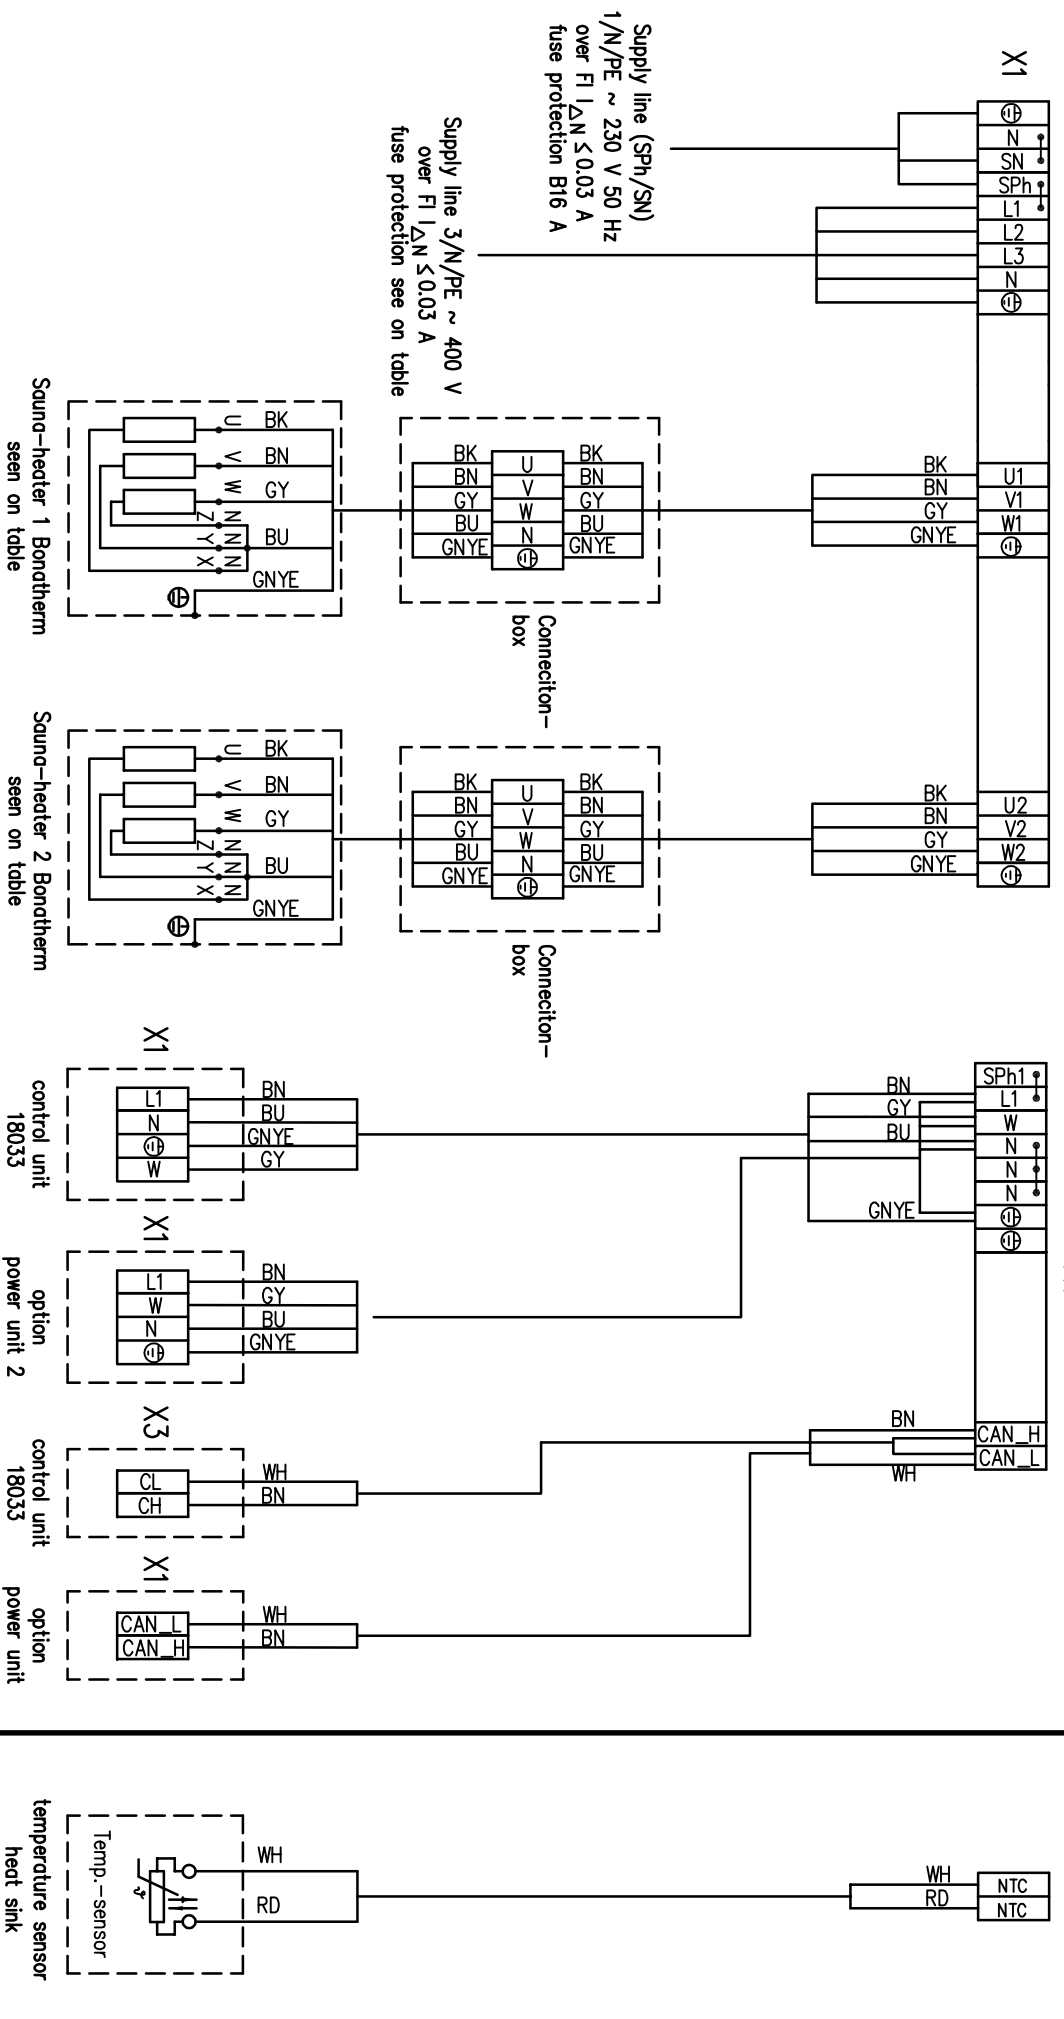 X1
N
SN
SPh
L1
L2
L3
N
U1
V1
W1
U2
V2
W2
Supply line (SPh/SN)
1/N/PE ~ 230 V 50 Hz
over FI I△N ≤0.03 A
fuse protection B16 A
Supply line 3/N/PE ~ 400 V
over FI I△N ≤0.03 A
fuse protection see on table
BK
BN
GY
GNYE
BK
BN
GY
BU
GNYE
U
V
W
N
BK
BN
GY
BU
GNYE
Conneciton-
box
U
V
W
N
N
N
Z
Y
X
BK
BN
GY
BU
GNYE
Sauna-heater 1 Bonatherm
seen on table
BK
BN
GY
GNYE
BK
BN
GY
BU
GNYE
U
V
W
N
BK
BN
GY
BU
GNYE
Conneciton-
box
U
V
W
N
N
N
Z
Y
X
BK
BN
GY
BU
GNYE
Sauna-heater 2 Bonatherm
seen on table
SPh1
L1
W
N
N
N
BN
GY
BU
GNYE
X1
L1
N
W
BN
BU
GNYE
GY
control unit
18033
X1
L1
W
N
BN
GY
BU
GNYE
option
power unit 2
CAN_H
CAN_L
BN
WH
X3
CL
CH
WH
BN
control unit
18033
X1
CAN_L
CAN_H
WH
BN
option
power unit
NTC
NTC
WH
RD
WH
RD
Temp.-sensor
ϑ
temperature sensor
heat sink